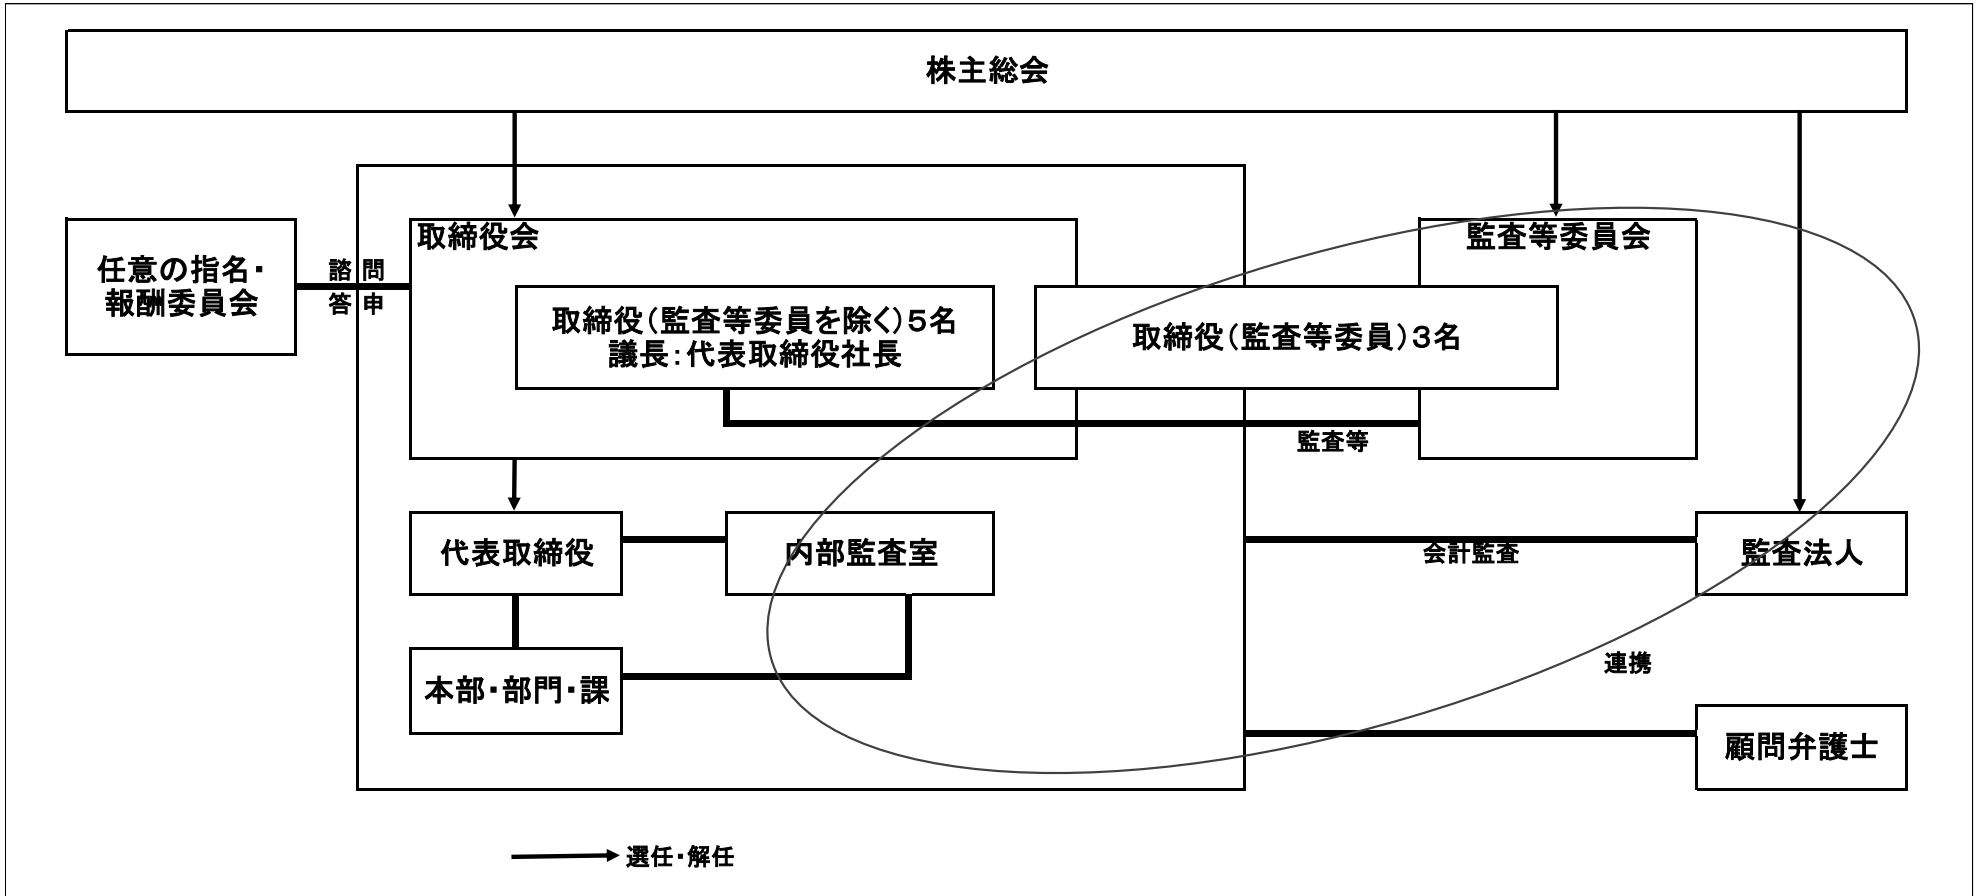 株主総会
取締役会
監査等委員会
任意の指名・
報酬委員会
諮問
答申
取締役（監査等委員を除く）５名
議長：代表取締役社長
取締役（監査等委員）３名
監査等
代表取締役
内部監査室
会計監査
監査法人
連携
本部・部門・課
顧問弁護士
選任・解任